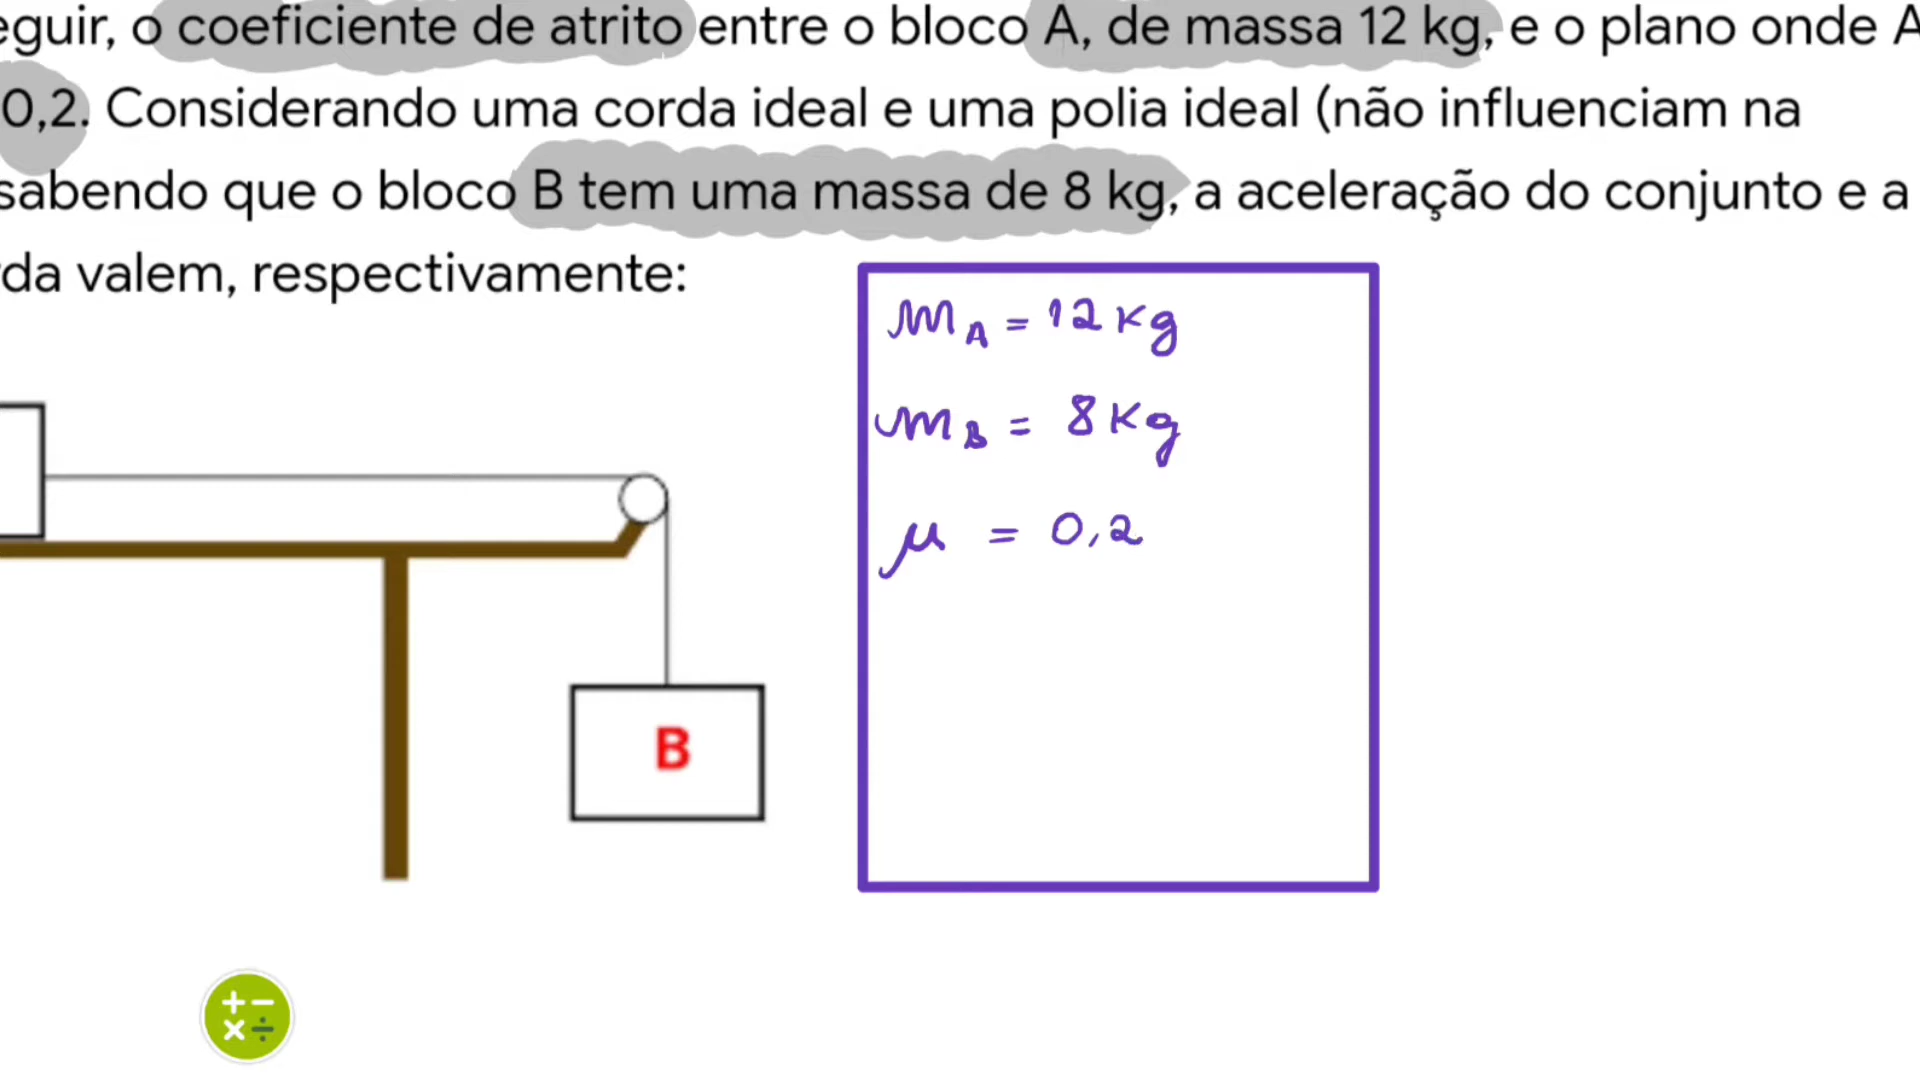 o coeficiente de atrito entre o bloco A, de massa 12 kg, e o plano onde A
0,2. Considerando uma corda ideal e uma polia ideal (não influenciam na
sabendo que o bloco B tem uma massa de 8 kg, a aceleração do conjunto e a
valem, respectivamente:
m A = 12 kg
m B = 8 kg
μ = 0,2
B
+ −
× ÷